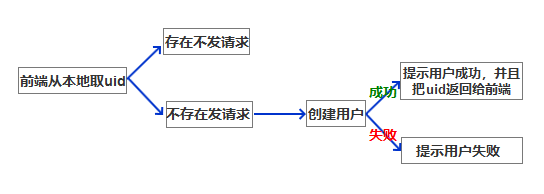 前端从本地取uid
存在不发请求
不存在发请求
创建用户
成功
提示用户成功，并且
把uid返回给前端
失败
提示用户失败